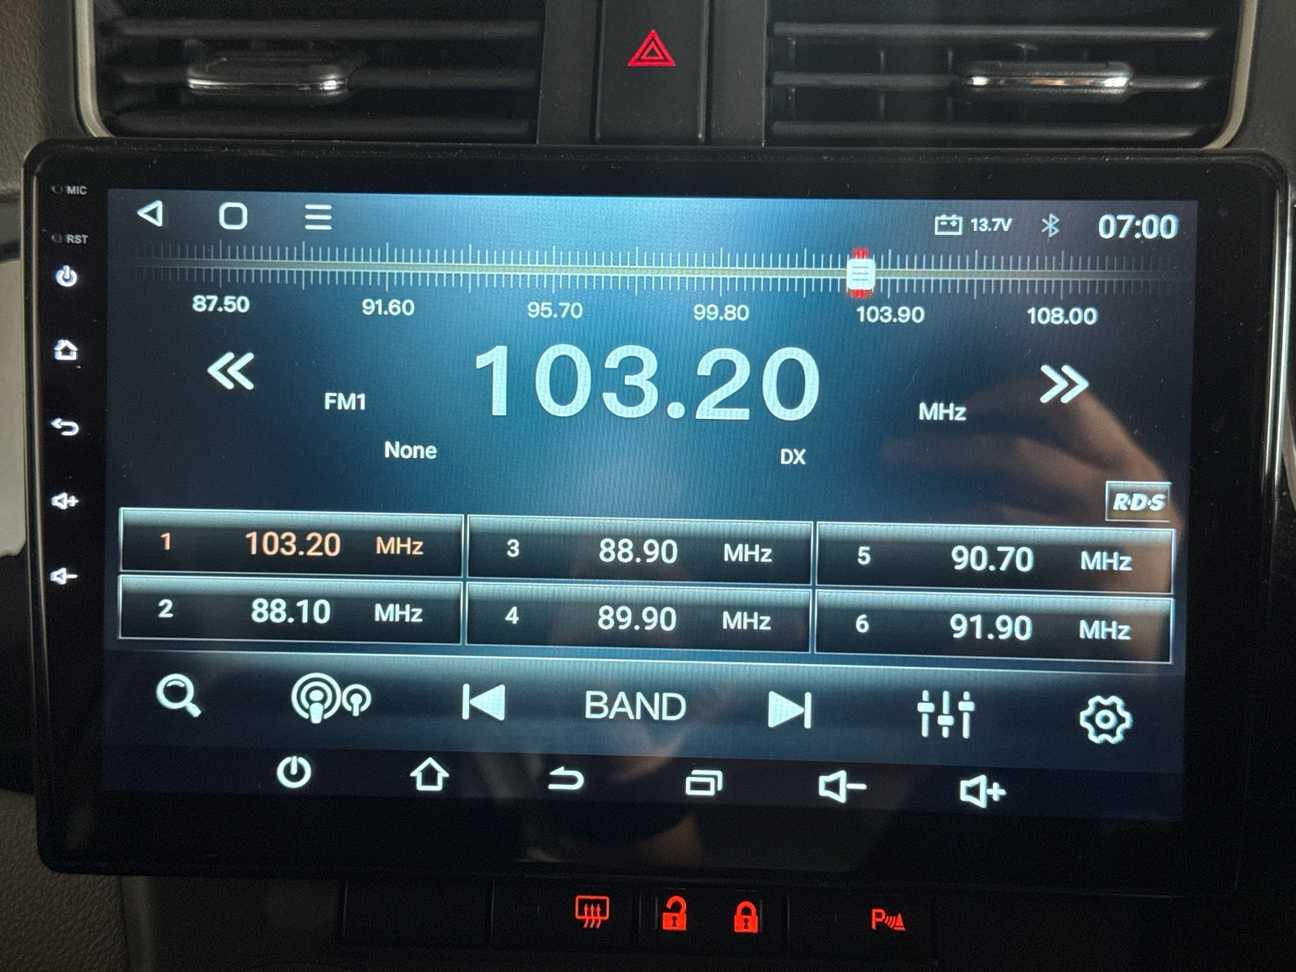 MIC
RST
13.7V 07:00
87.50 91.60 95.70 99.80 103.90 108.00
FM1 103.20 MHz
None DX
R·D·S
1 103.20 MHz 3 88.90 MHz 5 90.70 MHz
2 88.10 MHz 4 89.90 MHz 6 91.90 MHz
BAND
P